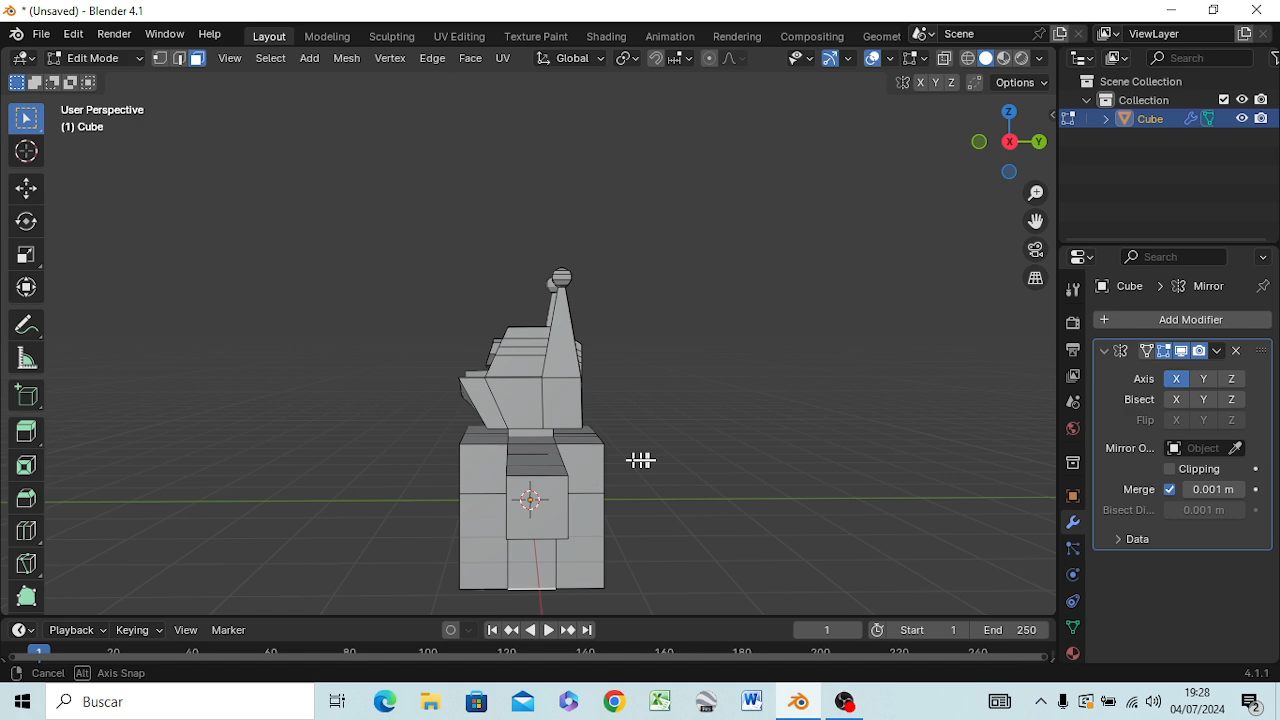 * (Unsaved) - Blender 4.1
File Edit Render Window Help
Layout Modeling Sculpting UV Editing Texture Paint Shading Animation Rendering Compositing Geomet
Scene
ViewLayer
Edit Mode View Select Add Mesh Vertex Edge Face UV
Global
Search
X Y Z Options
Scene Collection
Collection
Cube
User Perspective
(1) Cube
Z
X
Y
Search
Cube > Mirror
+ Add Modifier
Axis X Y Z
Bisect X Y Z
Flip X Y Z
Mirror O... Object
Clipping
Merge 0.001 m
Bisect Di... 0.001 m
Data
Playback Keying View Marker
1
Start 1 End 250
1 20 40 60 80 100 120 140 160 180 200 220 240
Cancel Alt Axis Snap
4.1.1
Buscar
W
19:28
04/07/2024
2